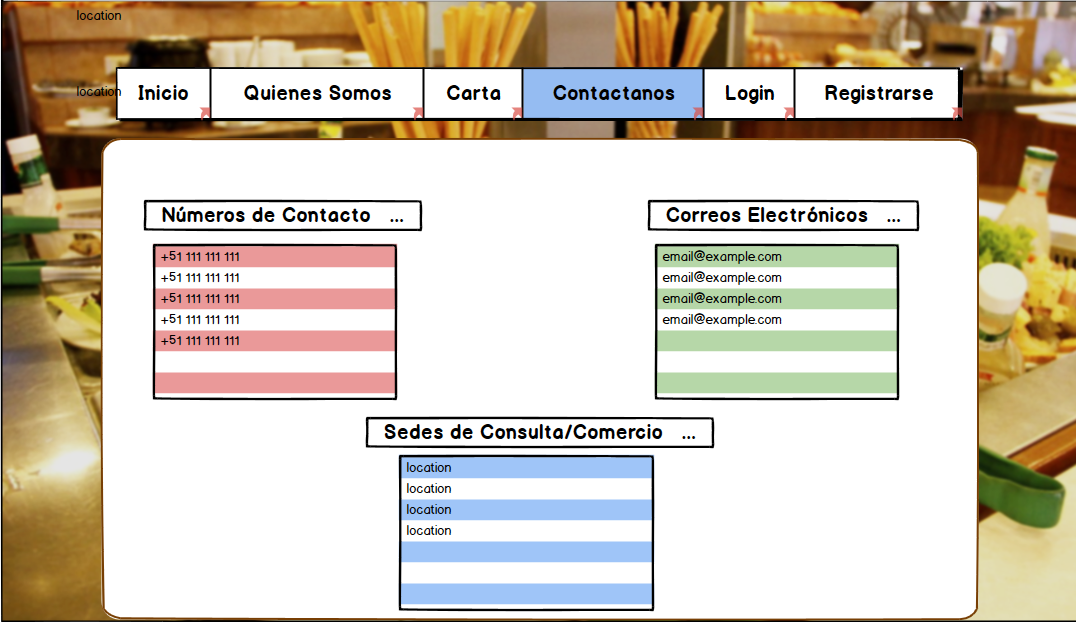 location
location
Inicio Quienes Somos Carta Contactanos Login Registrarse
Números de Contacto ...
+51 111 111 111
+51 111 111 111
+51 111 111 111
+51 111 111 111
+51 111 111 111
Correos Electrónicos ...
email@example.com
email@example.com
email@example.com
email@example.com
Sedes de Consulta/Comercio ...
location
location
location
location